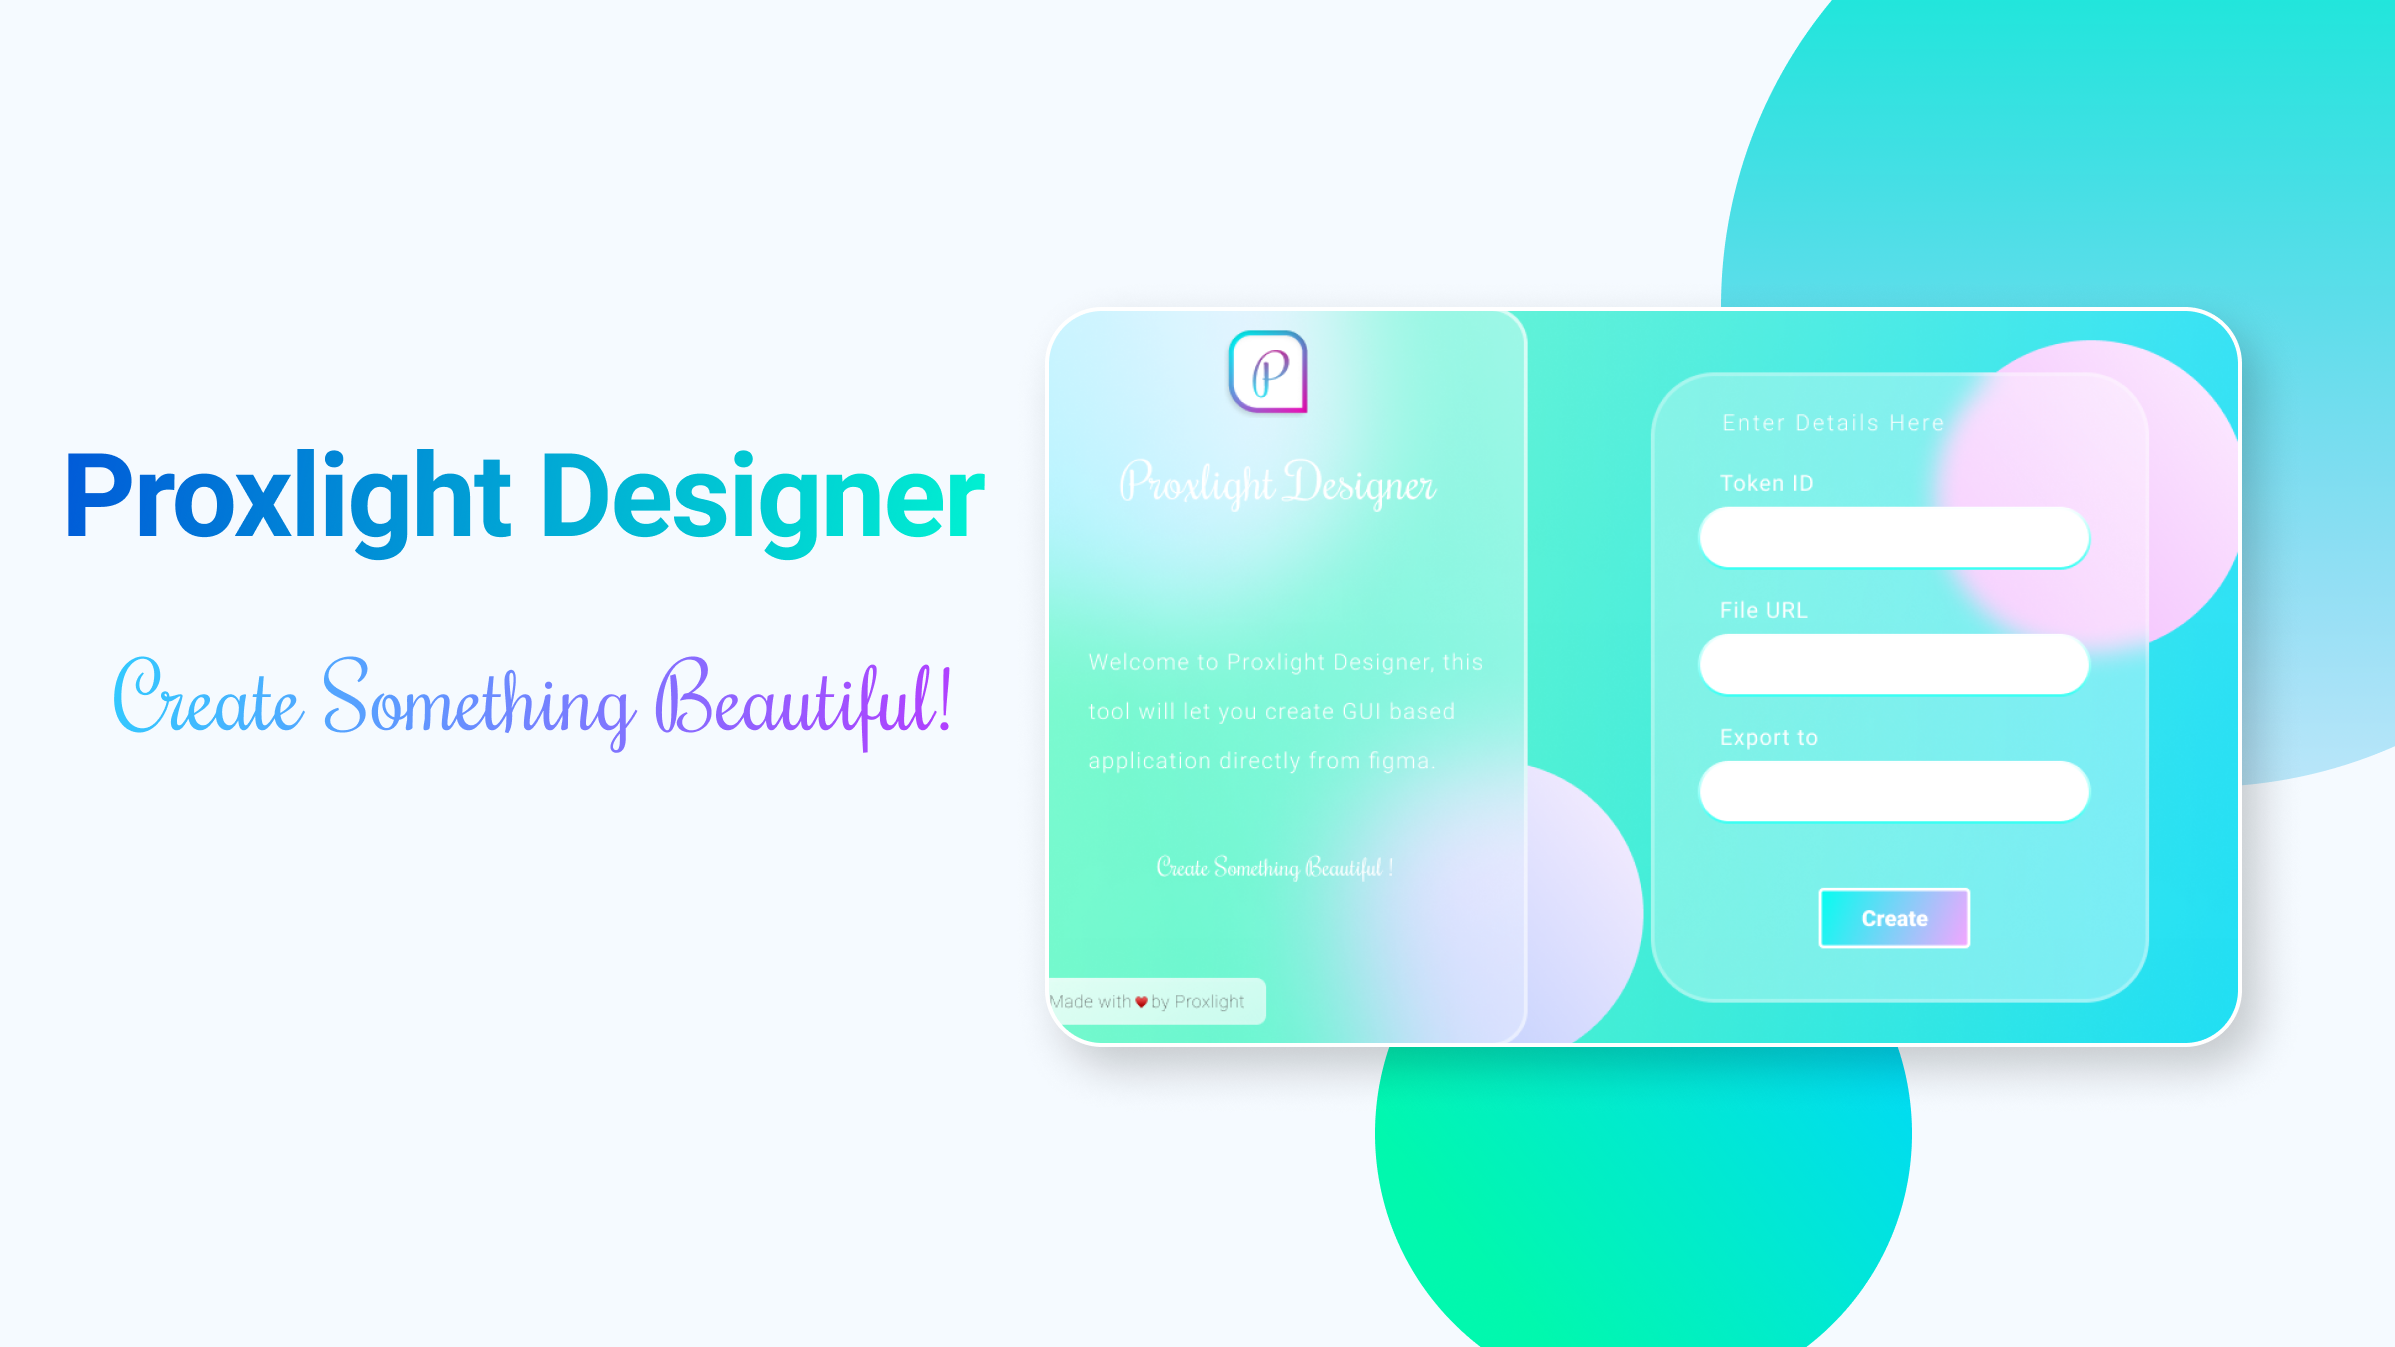 Proxlight Designer
Create Something Beautiful!
P
Proxlight Designer
Welcome to Proxlight Designer, this
tool will let you create GUI based
application directly from figma.
Create Something Beautiful !
Made with ❤ by Proxlight
Enter Details Here
Token ID
File URL
Export to
Create